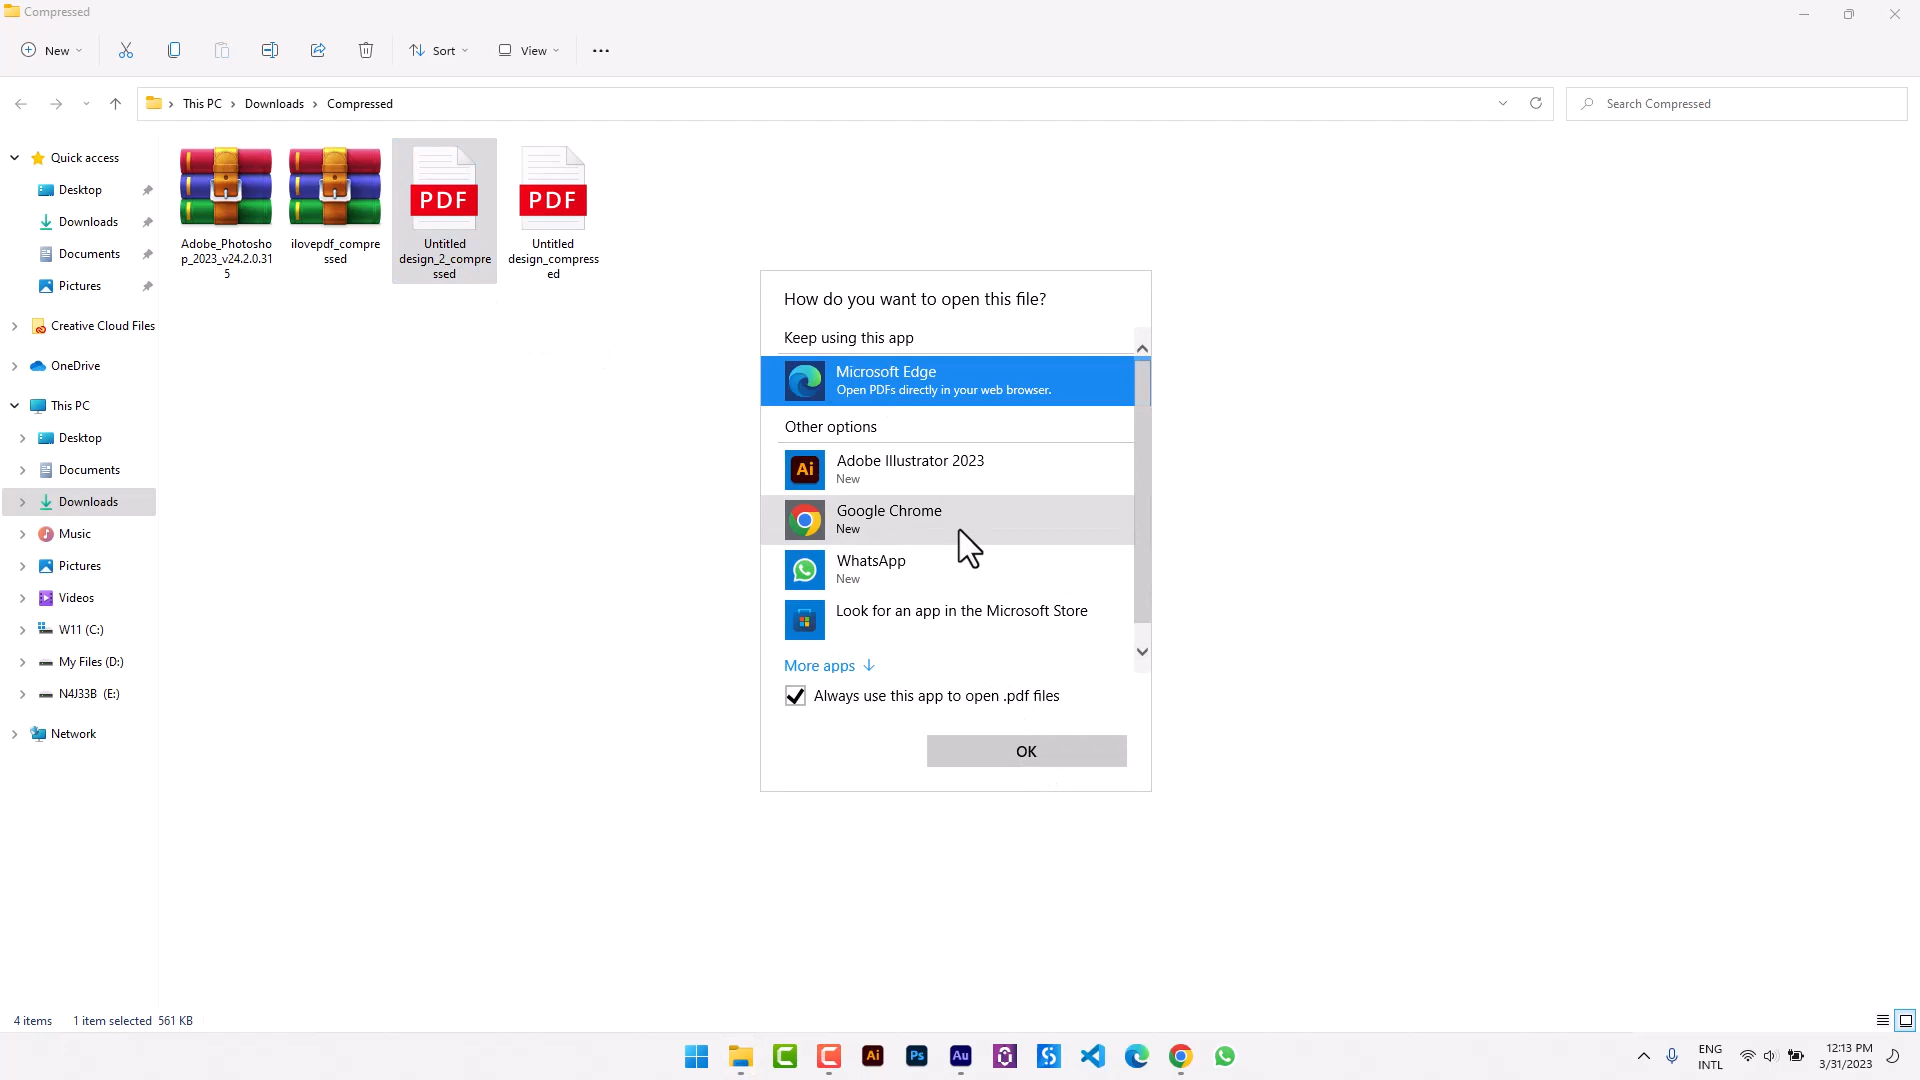 Compressed
New
Sort
View
This PC
Downloads
Compressed
Search Compressed
Quick access
Desktop
Downloads
Documents
Pictures
Creative Cloud Files
OneDrive
This PC
Desktop
Documents
Downloads
Music
Pictures
Videos
W11 (C:)
My Files (D:)
N4J33B (E:)
Network
Adobe_Photosho
p_2023_v24.2.0.31
5
ilovepdf_compre
ssed
PDF
Untitled
design_2_compre
ssed
PDF
Untitled
design_compress
ed
How do you want to open this file?
Keep using this app
Microsoft Edge
Open PDFs directly in your web browser.
Other options
Ai
Adobe Illustrator 2023
New
Google Chrome
New
WhatsApp
New
Look for an app in the Microsoft Store
More apps
Always use this app to open .pdf files
OK
4 items
1 item selected 561 KB
Ai
Ps
Au
ENG
INTL
12:13 PM
3/31/2023